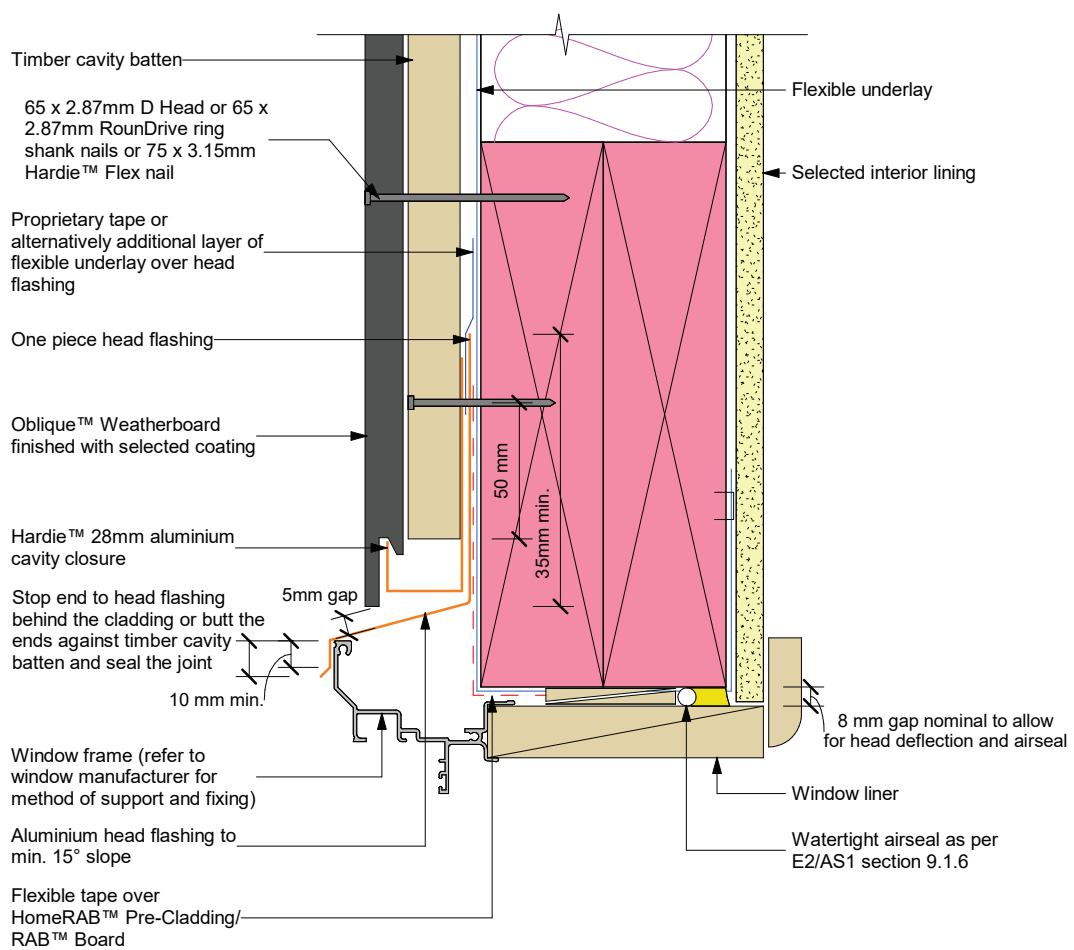 Timber cavity batten
65 x 2.87mm D Head or 65 x
2.87mm RounDrive ring
shank nails or 75 x 3.15mm
Hardie™ Flex nail
Proprietary tape or
alternatively additional layer of
flexible underlay over head
flashing
One piece head flashing
Oblique™ Weatherboard
finished with selected coating
Hardie™ 28mm aluminium
cavity closure
Stop end to head flashing
behind the cladding or butt the
ends against timber cavity
batten and seal the joint
5mm gap
10 mm min.
Window frame (refer to
window manufacturer for
method of support and fixing)
Aluminium head flashing to
min. 15° slope
Flexible tape over
HomeRAB™ Pre-Cladding/
RAB™ Board
50 mm
35mm min.
Flexible underlay
Selected interior lining
8 mm gap nominal to allow
for head deflection and airseal
Window liner
Watertight airseal as per
E2/AS1 section 9.1.6